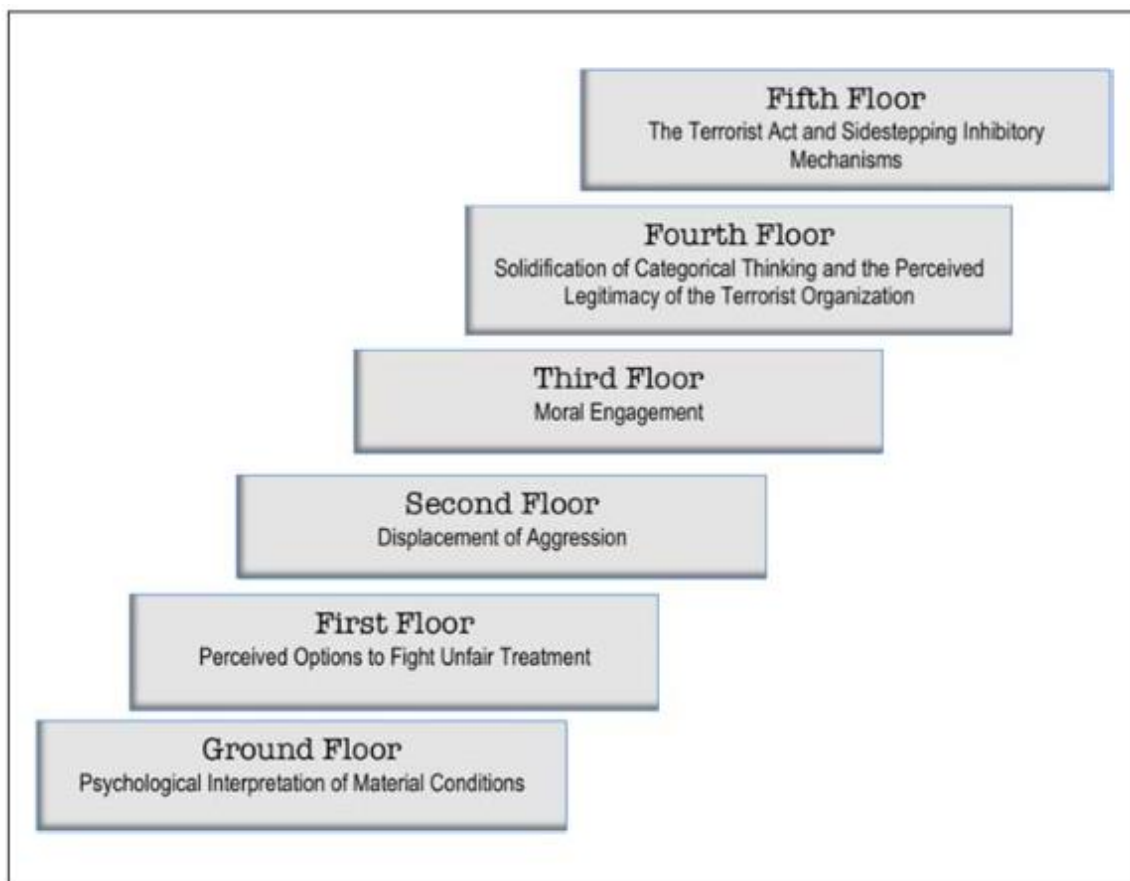 Fifth Floor
The Terrorist Act and Sidestepping Inhibitory
Mechanisms
Fourth Floor
Solidification of Categorical Thinking and the Perceived
Legitimacy of the Terrorist Organization
Third Floor
Moral Engagement
Second Floor
Displacement of Aggression
First Floor
Perceived Options to Fight Unfair Treatment
Ground Floor
Psychological Interpretation of Material Conditions